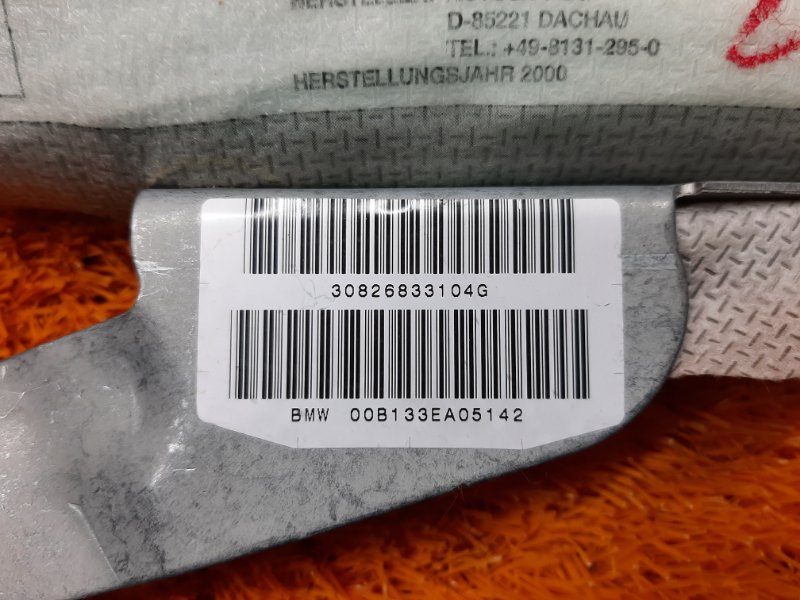 D-85221 DACHAU
TEL.: +49-8131-295-0
HERSTELLUNGSJAHR 2000
30826833104G
BMW 00B133EA05142